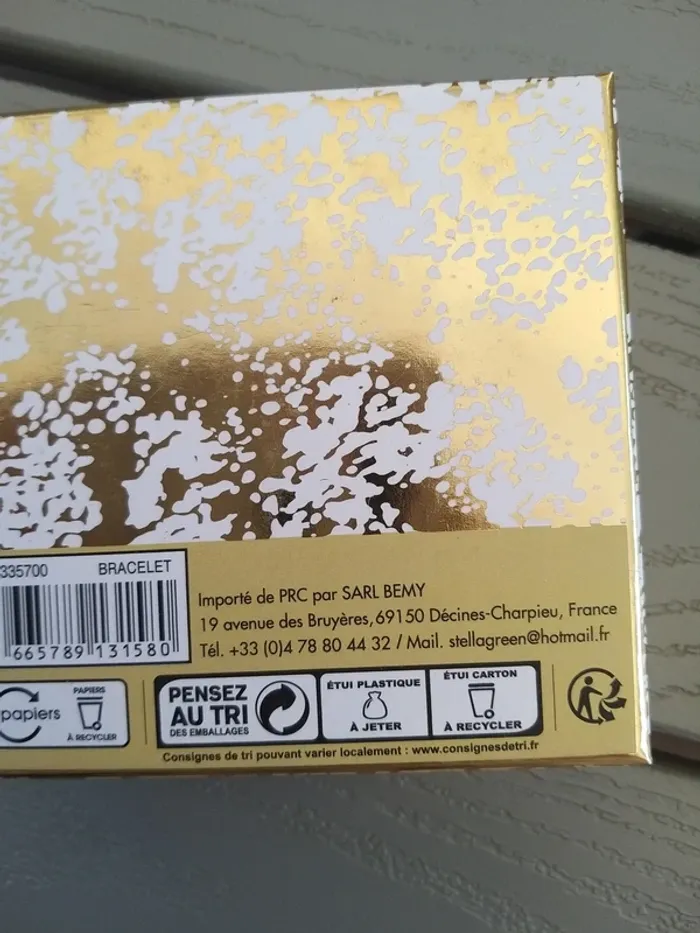 335700 BRACELET
665789 131580
Importé de PRC par SARL BEMY
19 avenue des Bruyères, 69150 Décines-Charpieu, France
Tél. +33 (0)4 78 80 44 32 / Mail. stellagreen@hotmail.fr
papiers
PAPIERS
À RECYCLER
PENSEZ
AU TRI
DES EMBALLAGES
ÉTUI PLASTIQUE
À JETER
ÉTUI CARTON
À RECYCLER
Consignes de tri pouvant varier localement : www.consignesdetri.fr